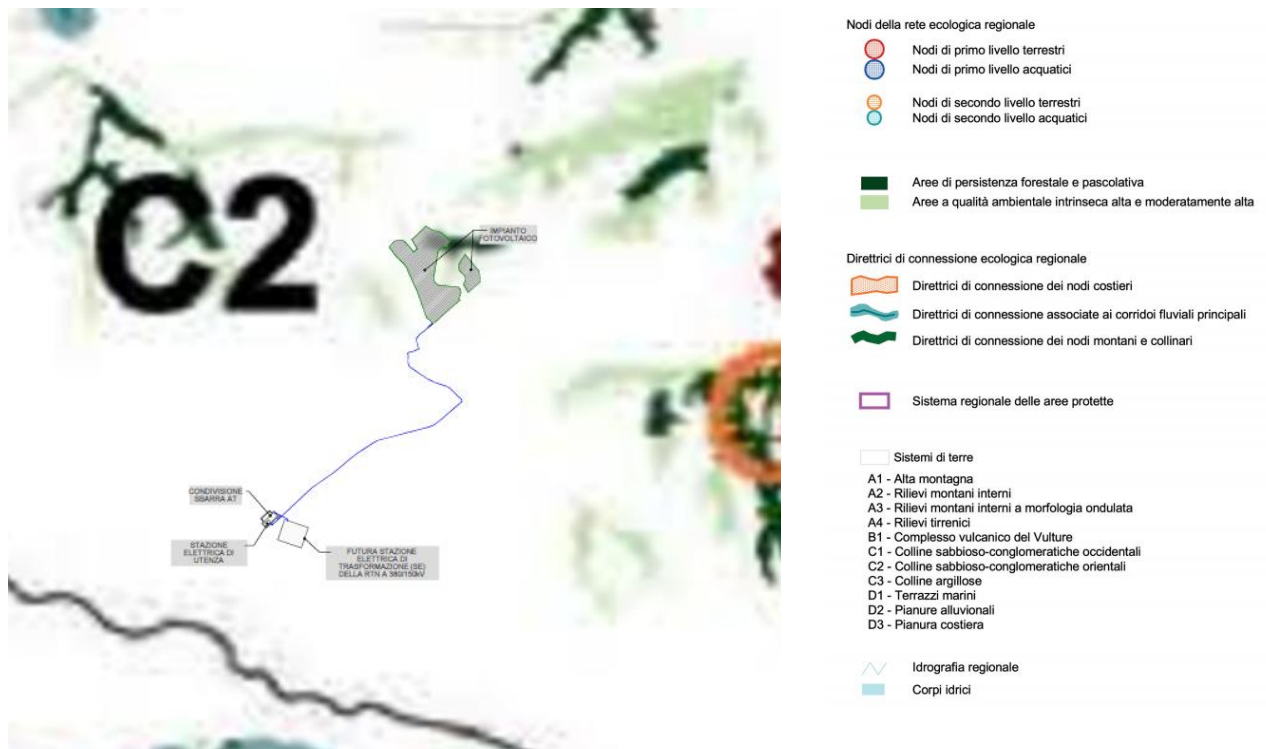 C2
IMPIANTO
FOTOVOLTAICO
CONDIVISIONE
SBARRA AT
STAZIONE
ELETTRICA DI
UTENZA
FUTURA STAZIONE
ELETTRICA DI
TRASFORMAZIONE (SE)
DELLA RTN A 380/150kV
Nodi della rete ecologica regionale
Nodi di primo livello terrestri
Nodi di primo livello acquatici
Nodi di secondo livello terrestri
Nodi di secondo livello acquatici
Aree di persistenza forestale e pascolativa
Aree a qualità ambientale intrinseca alta e moderatamente alta
Direttrici di connessione ecologica regionale
Direttrici di connessione dei nodi costieri
Direttrici di connessione associate ai corridoi fluviali principali
Direttrici di connessione dei nodi montani e collinari
Sistema regionale delle aree protette
Sistemi di terre
A1 - Alta montagna
A2 - Rilievi montani interni
A3 - Rilievi montani interni a morfologia ondulata
A4 - Rilievi tirrenici
B1 - Complesso vulcanico del Vulture
C1 - Colline sabbioso-conglomeratiche occidentali
C2 - Colline sabbioso-conglomeratiche orientali
C3 - Colline argillose
D1 - Terrazzi marini
D2 - Pianure alluvionali
D3 - Pianura costiera
Idrografia regionale
Corpi idrici